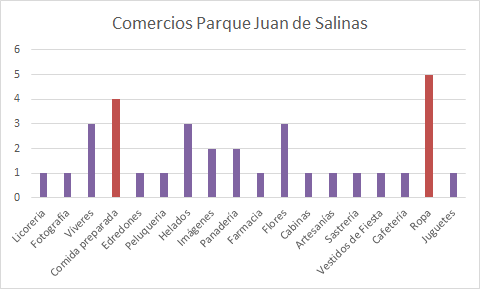 Comercios Parque Juan de Salinas
6
5
4
3
2
1
0
Licorería
Fotografía
Víveres
Comida preparada
Edredones
Peluquería
Helados
Imágenes
Panadería
Farmacia
Flores
Cabinas
Artesanías
Sastrería
Vestidos de Fiesta
Cafetería
Ropa
Juguetes